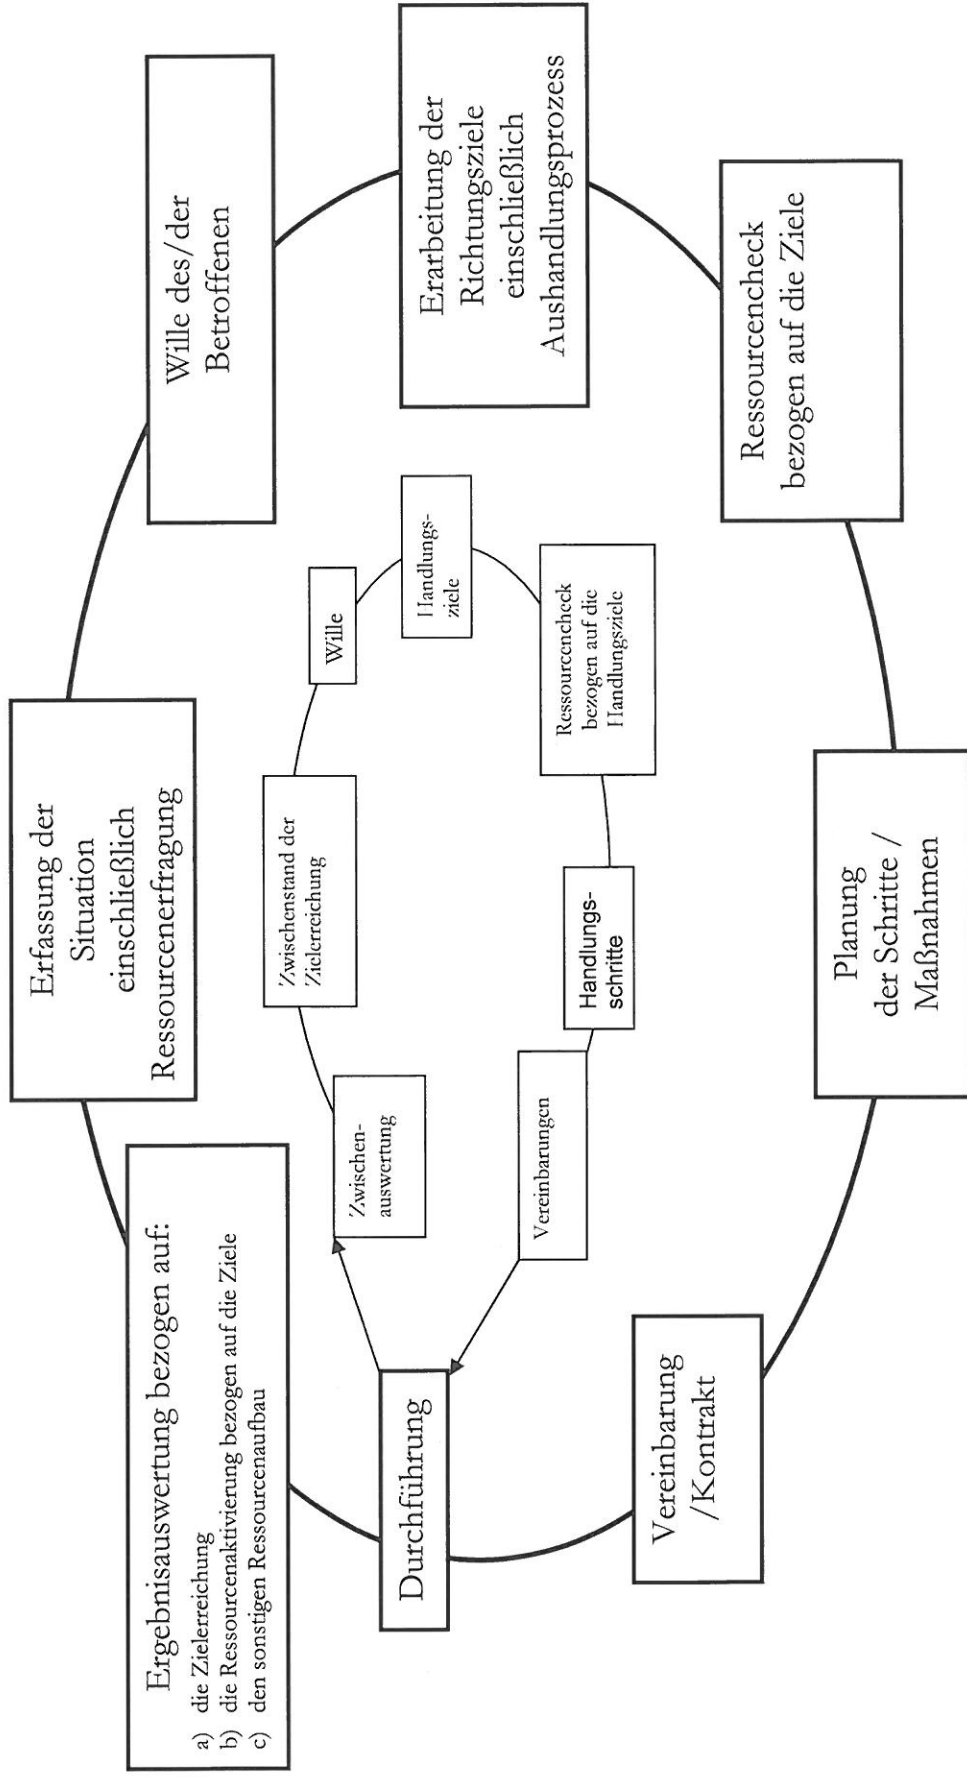 Erfassung der
Situation
einschließlich
Ressourcenerfragung
Wille des/der
Betroffenen
Erarbeitung der
Richtungsziele
einschließlich
Aushandlungsprozess
Ressourcencheck
bezogen auf die Ziele
Planung
der Schritte /
Maßnahmen
Vereinbarung
/Kontrakt
Durchführung
Ergebnisauswertung bezogen auf:
a) die Zielerreichung
b) die Ressourcenaktivierung bezogen auf die Ziele
c) den sonstigen Ressourcenaufbau
Zwischen-
auswertung
Zwischenstand der
Zielerreichung
Wille
Handlungs-
ziele
Ressourcencheck
bezogen auf die
Handlungsziele
Handlungs-
schritte
Vereinbarungen